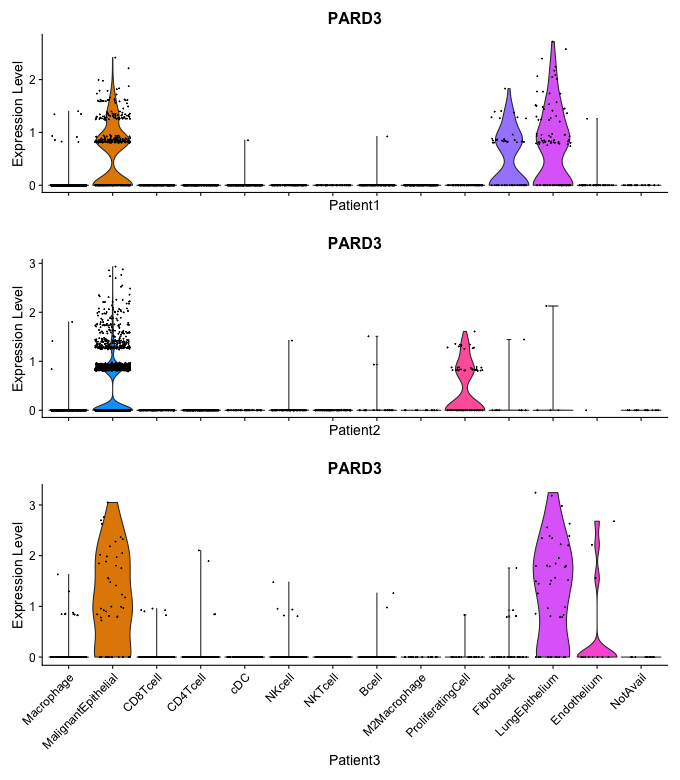 PARD3
Expression Level
2
1
0
Patient1
PARD3
Expression Level
3
2
1
0
Patient2
PARD3
Expression Level
3
2
1
0
Macrophage
MalignantEpithelial
CD8Tcell
CD4Tcell
cDC
NKcell
NKTcell
Bcell
M2Macrophage
ProliferatingCell
Fibroblast
LungEpithelium
Endothelium
NotAvail
Patient3